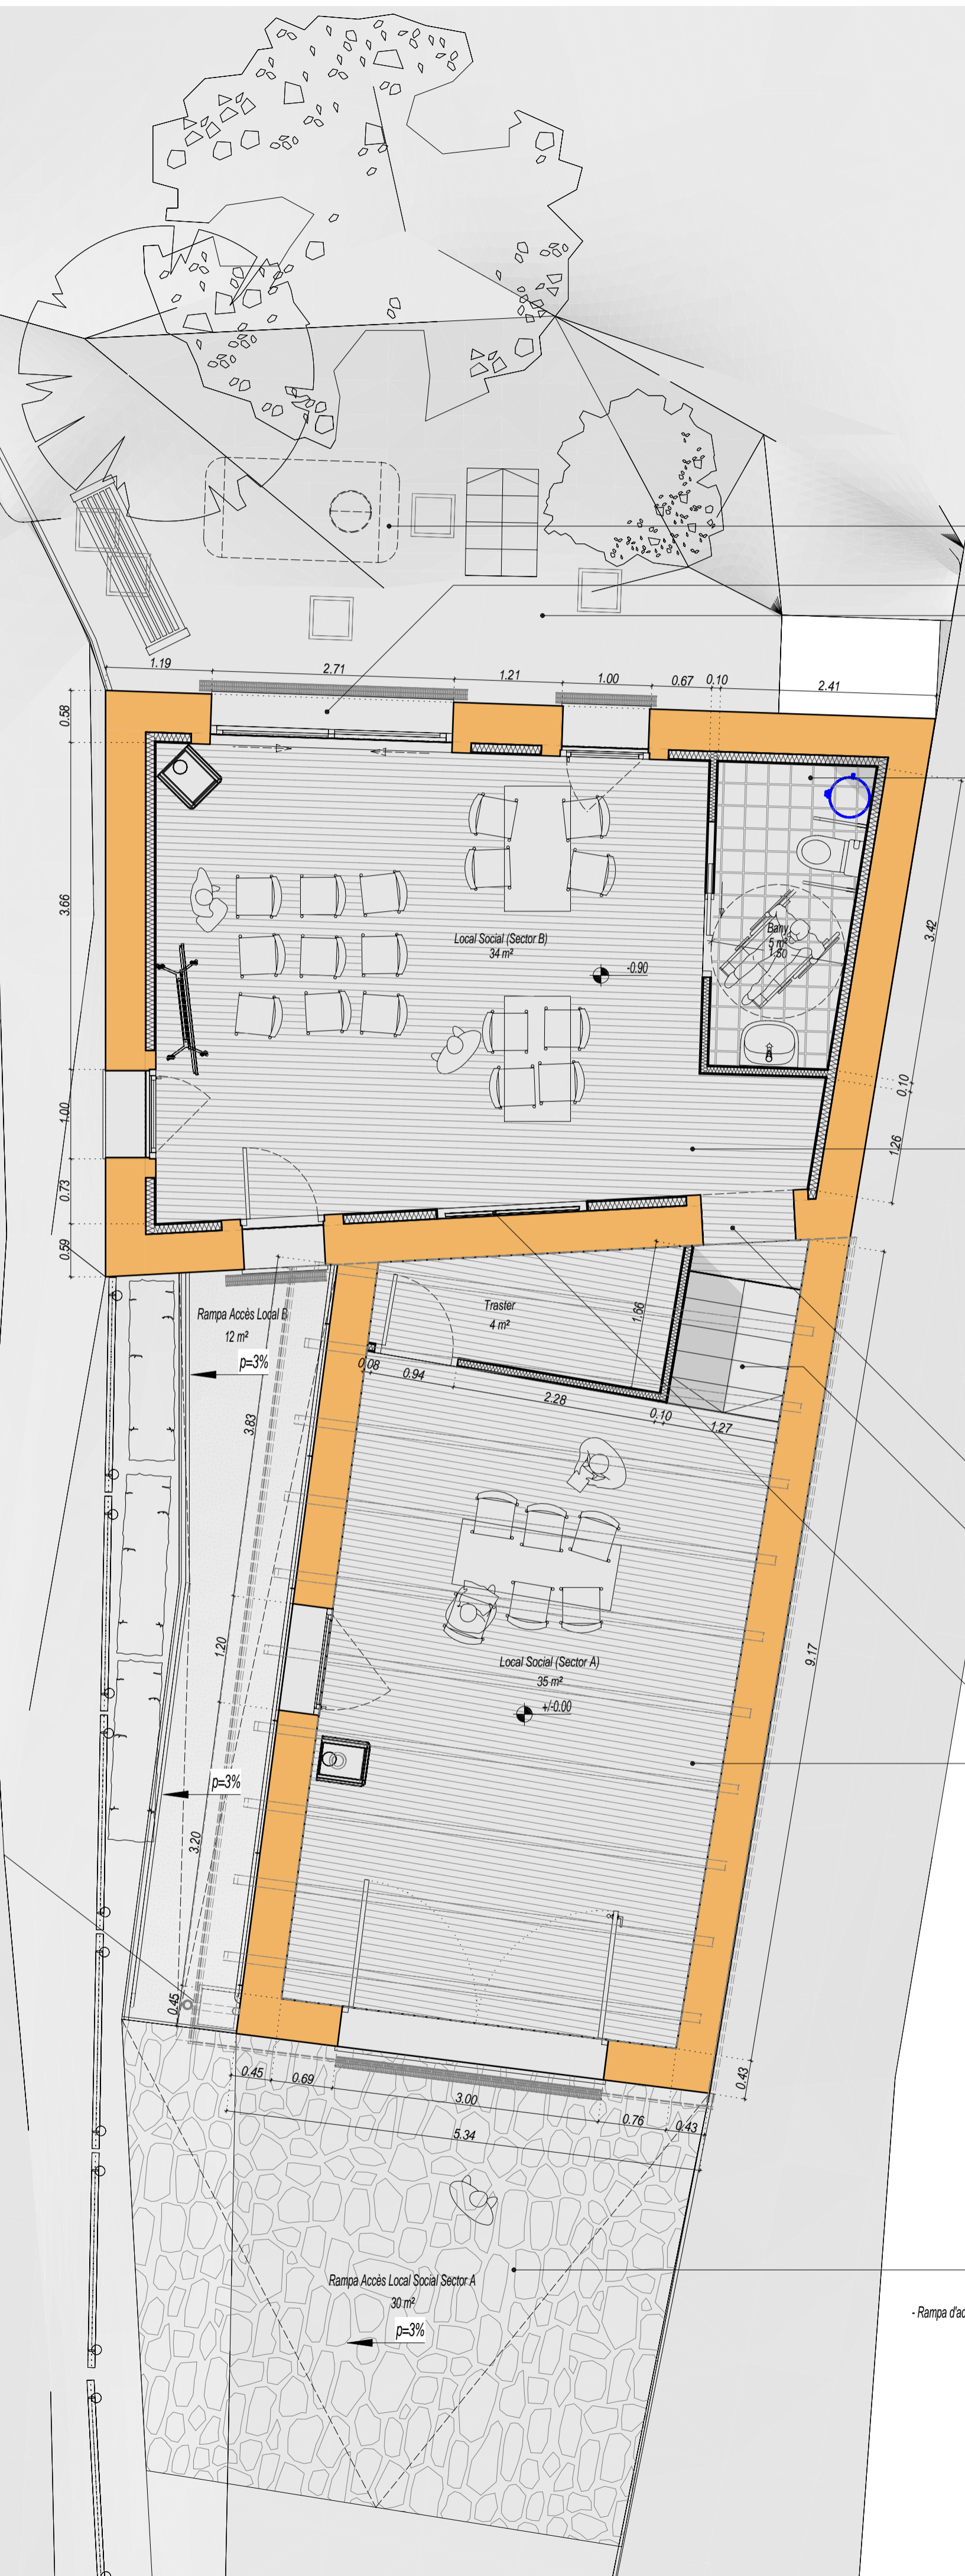 1.19
2.71
1.21
1.00
0.67
0.10
2.41
0.58
3.66
Local Social (Sector B)
34 m²
-0.90
Bany
5 m²
1.50
3.42
0.10
1.26
1.00
0.73
0.59
Rampa Accès Local B
12 m²
p=3%
Traster
4 m²
1.66
0.08
0.94
2.28
0.10
1.27
3.83
1.20
Local Social (Sector A)
35 m²
+/-0.00
9.17
p=3%
3.20
0.45
0.45
0.69
3.00
0.76
0.43
0.43
5.34
Rampa Accès Local Social Sector A
30 m²
p=3%
- Rampa d'ac